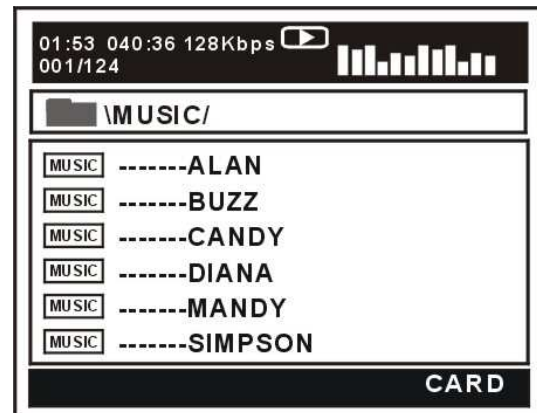 01:53 040:36 128Kbps
001/124
\MUSIC/
MUSIC -------ALAN
MUSIC -------BUZZ
MUSIC -------CANDY
MUSIC -------DIANA
MUSIC -------MANDY
MUSIC -------SIMPSON
CARD